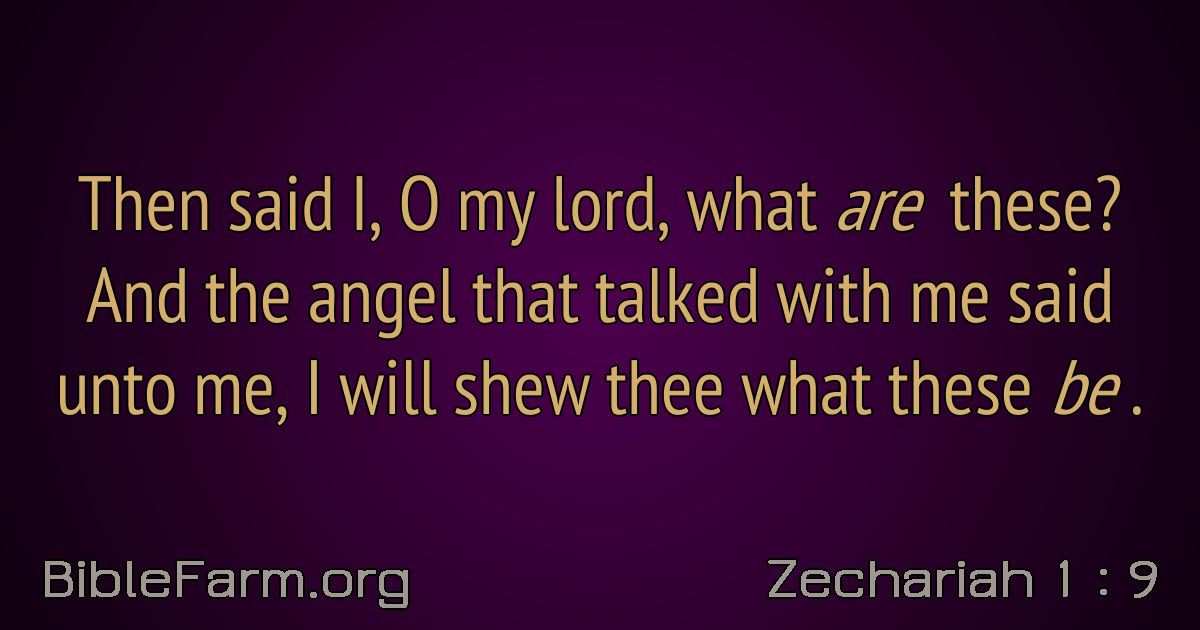 Then said I, O my lord, what are these?
And the angel that talked with me said
unto me, I will shew thee what these be .
BibleFarm.org
Zechariah 1 : 9